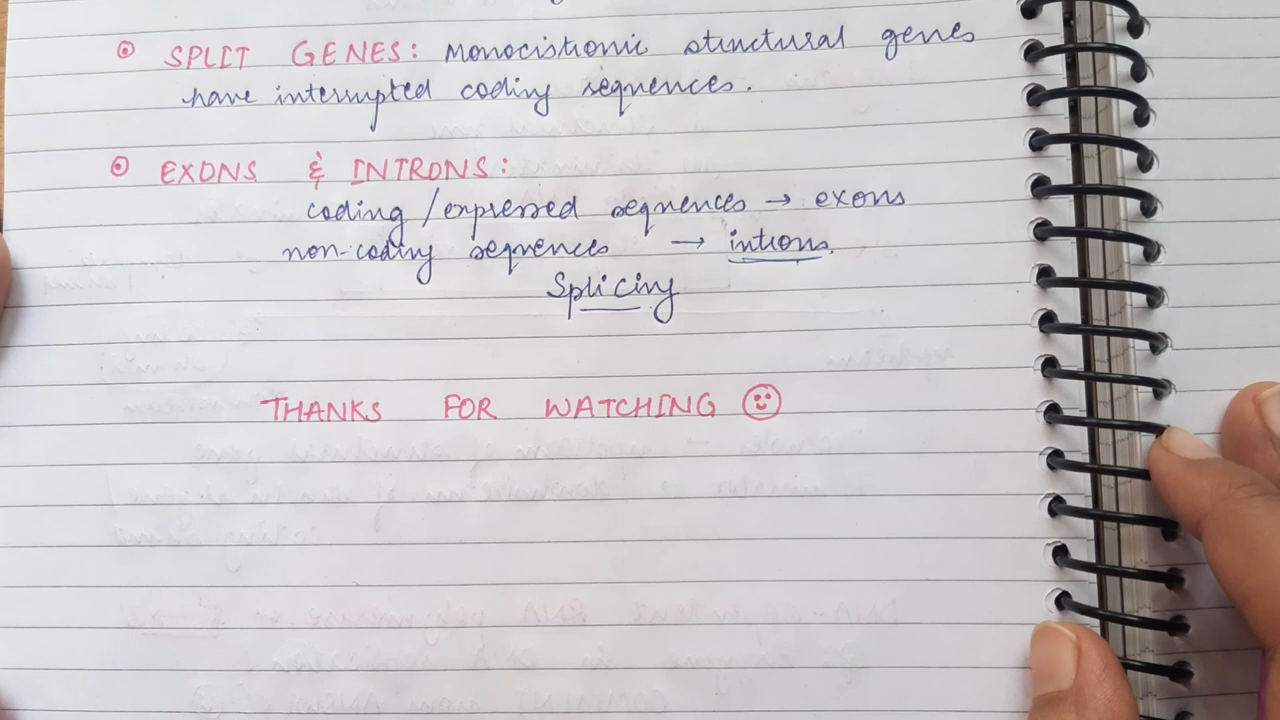 SPLIT GENES: Monocistronic structural genes
have interrupted coding sequences.
EXONS & INTRONS:
coding/expressed sequences → exons
non-coding sequences → introns.
Splicing
THANKS FOR WATCHING